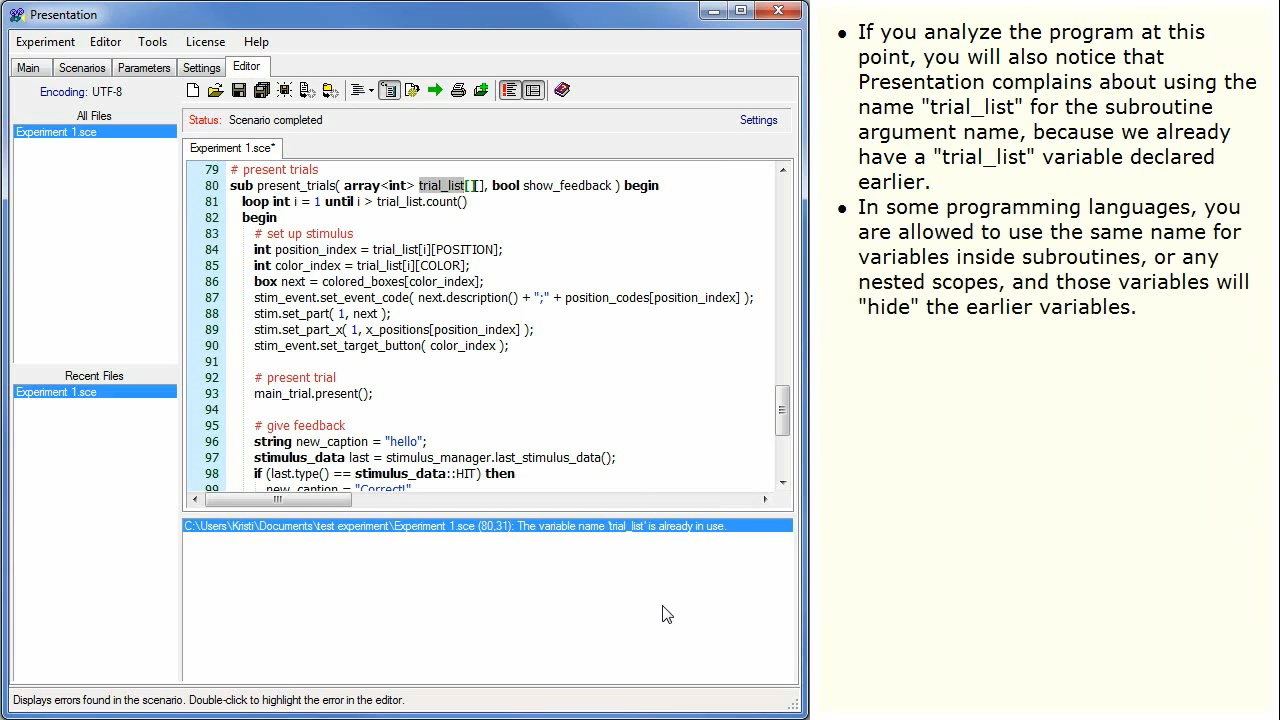 Presentation
Experiment Editor Tools License Help
Main Scenarios Parameters Settings Editor
Encoding: UTF-8
All Files
Experiment 1.sce
Recent Files
Experiment 1.sce
Status: Scenario completed Settings
Experiment 1.sce*
79 # present trials
80 sub present_trials( array<int> trial_list[][], bool show_feedback ) begin
81 loop int i = 1 until i > trial_list.count()
82 begin
83 # set up stimulus
84 int position_index = trial_list[i][POSITION];
85 int color_index = trial_list[i][COLOR];
86 box next = colored_boxes[color_index];
87 stim_event.set_event_code( next.description() + ";" + position_codes[position_index] );
88 stim.set_part( 1, next );
89 stim.set_part_x( 1, x_positions[position_index] );
90 stim_event.set_target_button( color_index );
91
92 # present trial
93 main_trial.present();
94
95 # give feedback
96 string new_caption = "hello";
97 stimulus_data last = stimulus_manager.last_stimulus_data();
98 if (last.type() == stimulus_data::HIT) then
99 new_caption = "Correct!"
C:\Users\Kristi\Documents\test experiment\Experiment 1.sce (80,31): The variable name 'trial_list' is already in use.
Displays errors found in the scenario. Double-click to highlight the error in the editor.
• If you analyze the program at this
point, you will also notice that
Presentation complains about using the
name "trial_list" for the subroutine
argument name, because we already
have a "trial_list" variable declared
earlier.
• In some programming languages, you
are allowed to use the same name for
variables inside subroutines, or any
nested scopes, and those variables will
"hide" the earlier variables.